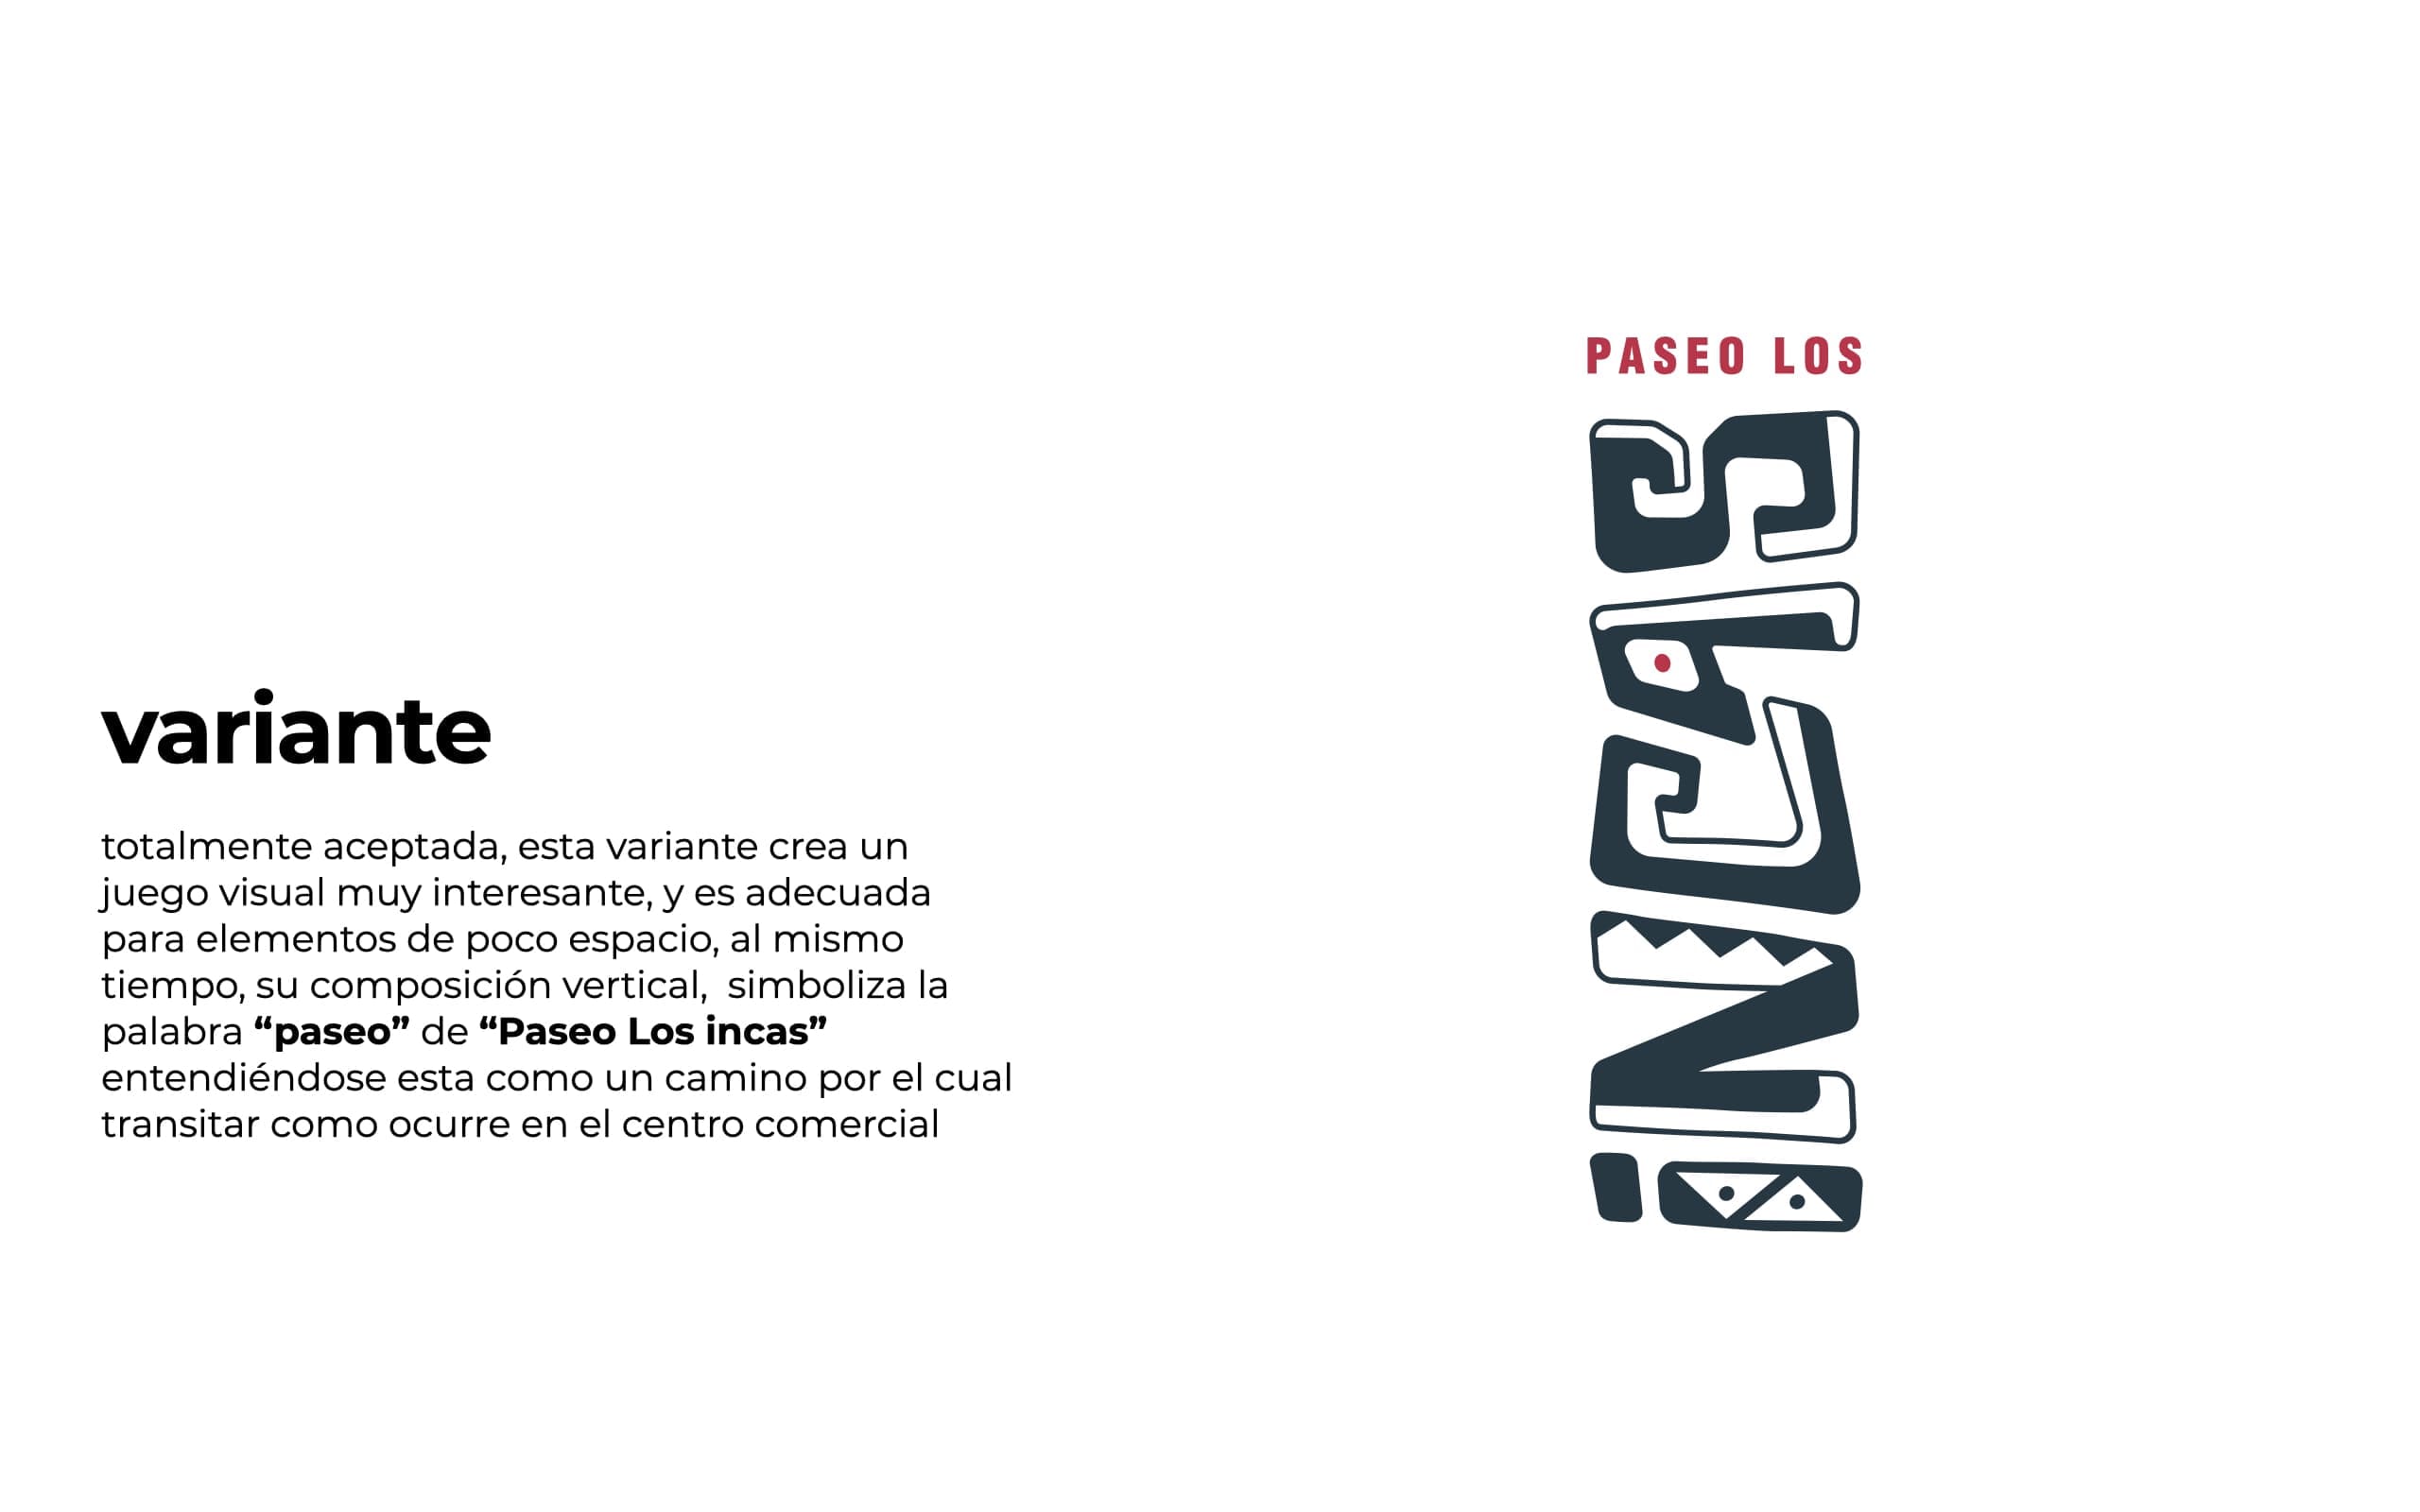 variante
totalmente aceptada, esta variante crea un
juego visual muy interesante, y es adecuada
para elementos de poco espacio, al mismo
tiempo, su composición vertical,  simboliza la
palabra “paseo” de “Paseo Los incas”
entendiéndose esta como un camino por el cual
transitar como ocurre en el centro comercial
PASEO LOS
iNCAS